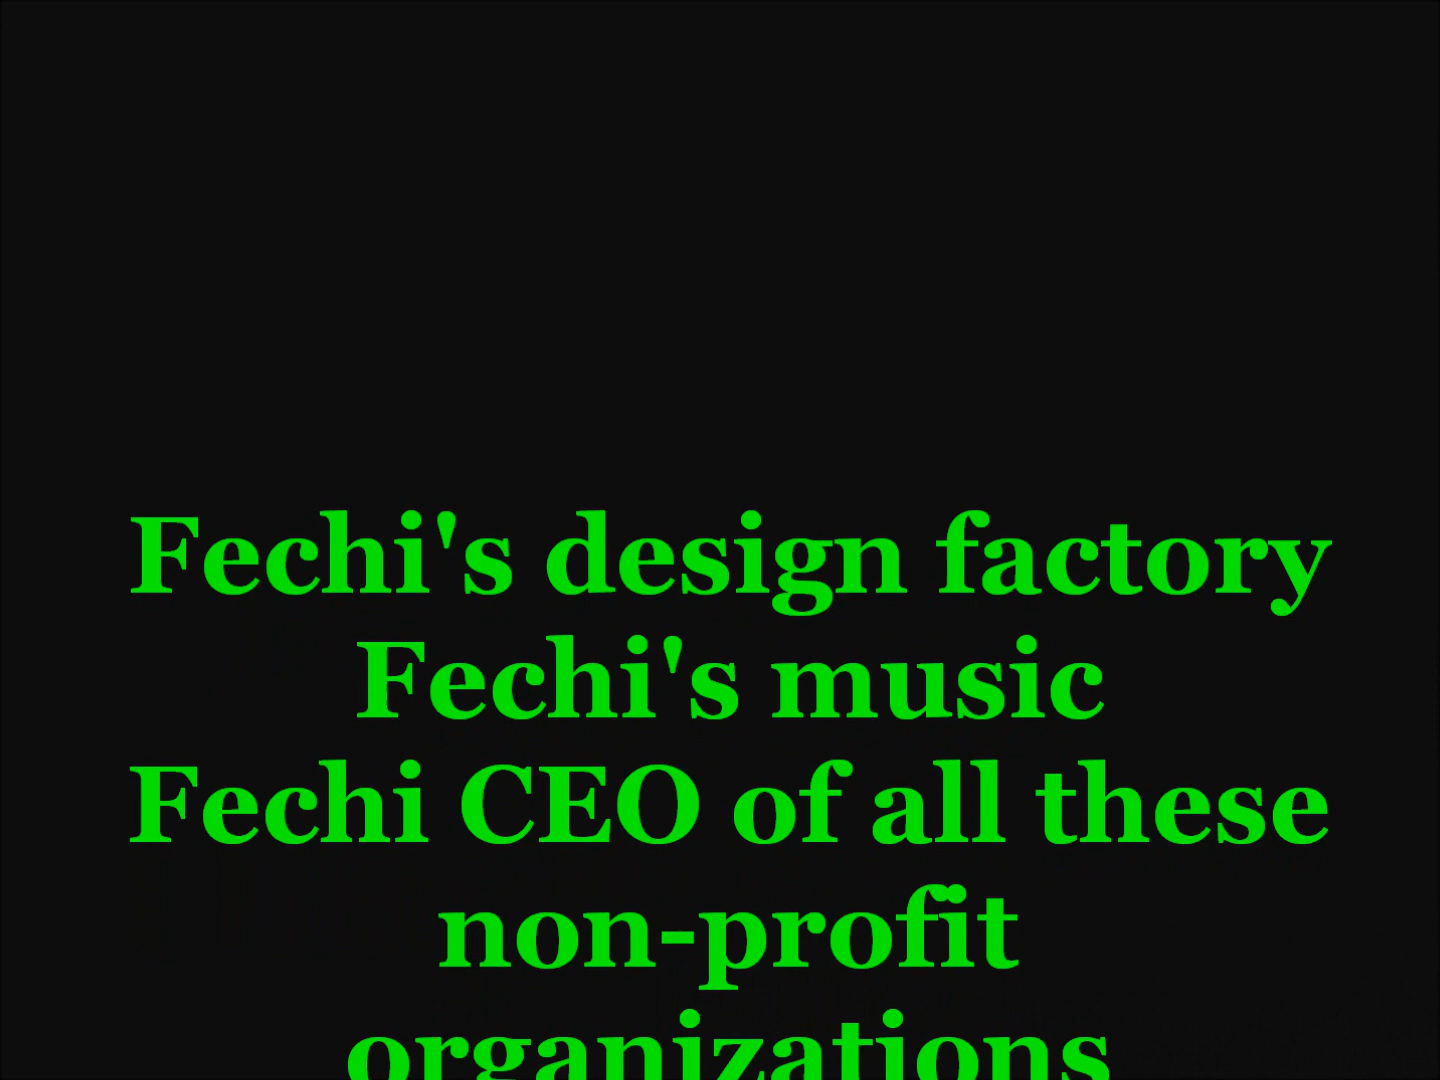 Fechi's design factory
Fechi's music
Fechi CEO of all these
non-profit
organizations